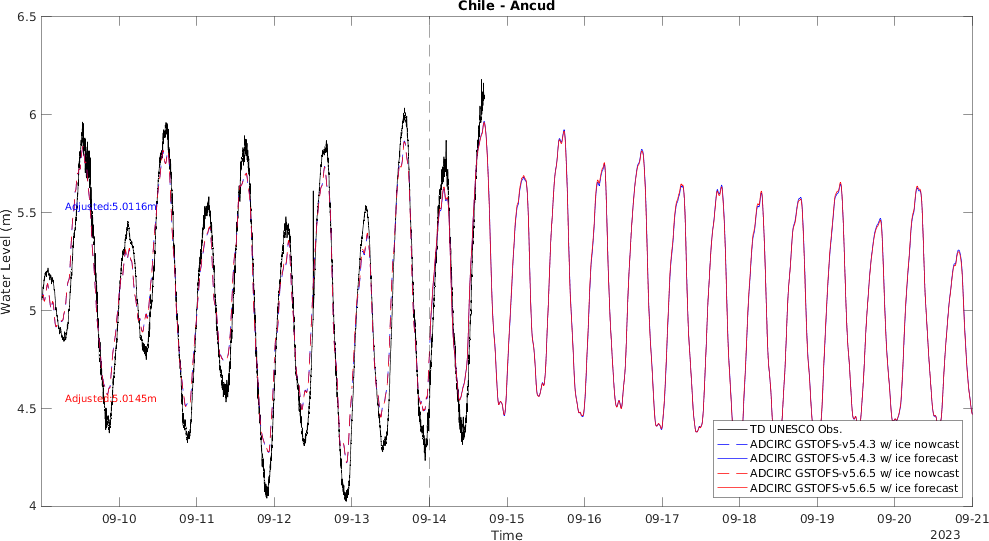 Chile - Ancud
6.5
6
5.5
5
4.5
4
Water Level (m)
Adjusted:5.0116m
Adjusted:5.0145m
TD UNESCO Obs.
ADCIRC GSTOFS-v5.4.3 w/ ice nowcast
ADCIRC GSTOFS-v5.4.3 w/ ice forecast
ADCIRC GSTOFS-v5.6.5 w/ ice nowcast
ADCIRC GSTOFS-v5.6.5 w/ ice forecast
09-10 09-11 09-12 09-13 09-14 09-15 09-16 09-17 09-18 09-19 09-20 09-21
Time
2023